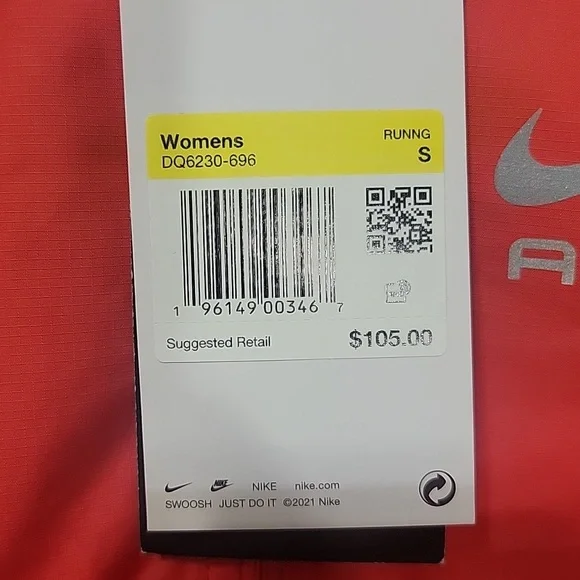 Womens
RUNNG
DQ6230-696
S
1 96149 00346 7
Suggested Retail
$105.00
NIKE nike.com
SWOOSH JUST DO IT ©2021 Nike
A